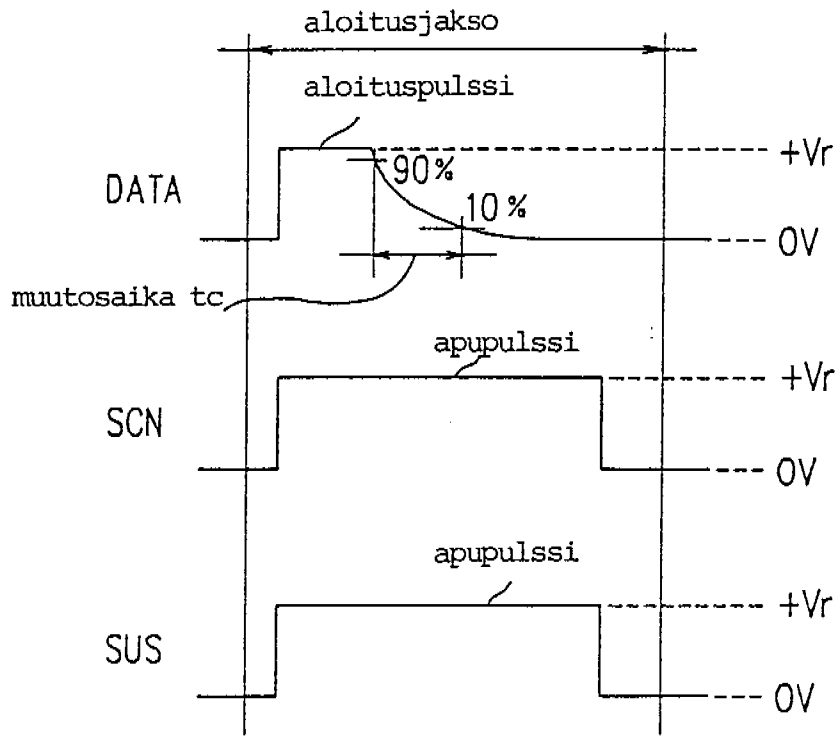 aloitusjakso
aloituspulssi
+Vr
90%
DATA
10%
0V
muutosaika tc
apupulssi
+Vr
SCN
0V
apupulssi
+Vr
SUS
0V